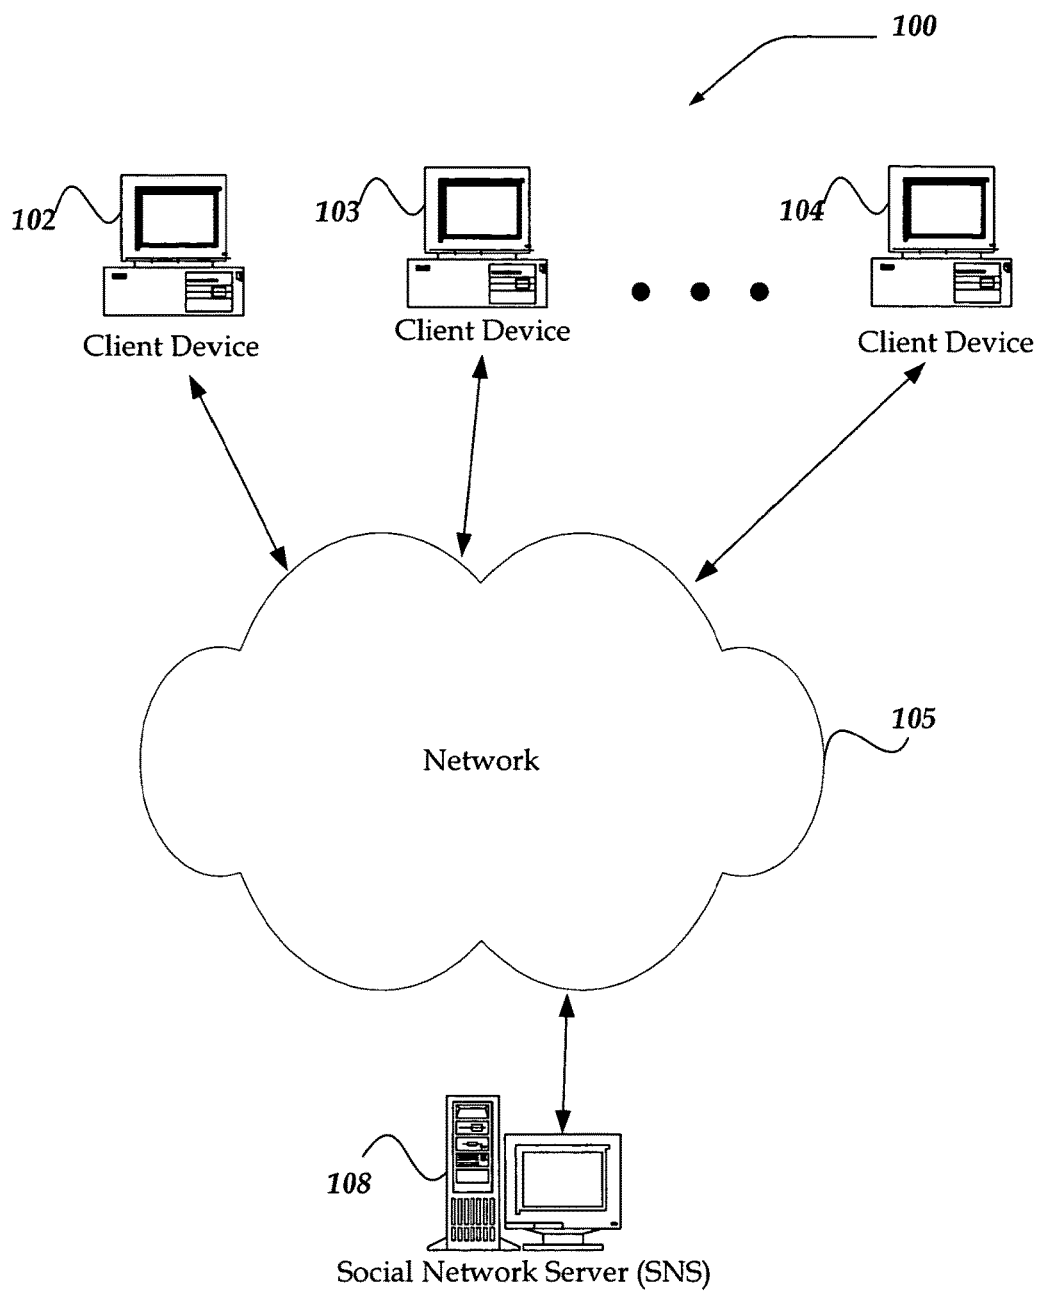 100
102
103
104
Client Device
Client Device
Client Device
105
Network
108
Social Network Server (SNS)